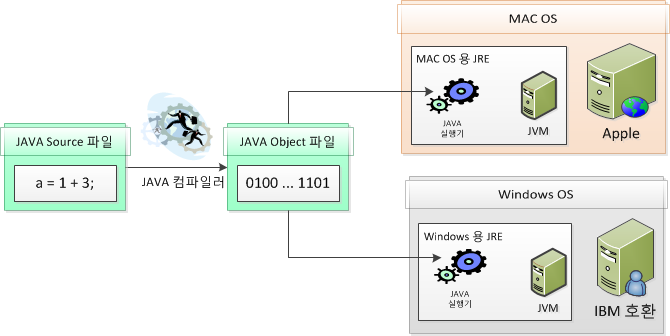 JAVA Source 파일
a = 1 + 3;
JAVA 컴파일러
JAVA Object 파일
0100 ... 1101
MAC OS
MAC OS 용 JRE
JAVA
실행기
JVM
Apple
Windows OS
Windows 용 JRE
JAVA
실행기
JVM
IBM 호환